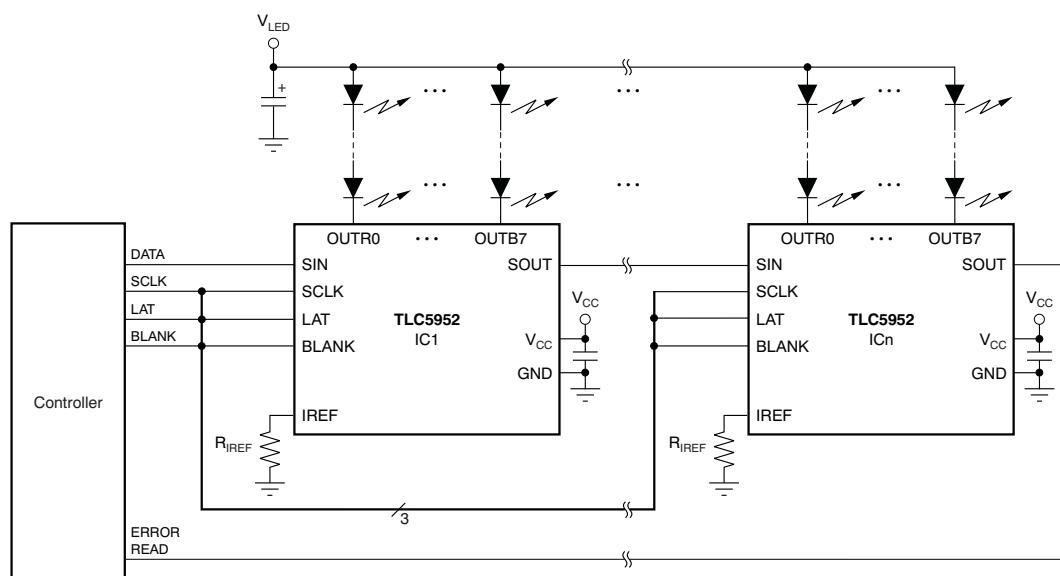 VLED
+
... ... ...
... ... ...
OUTR0 ... OUTB7
OUTR0 ... OUTB7
DATA
SCLK
LAT
BLANK
Controller
ERROR
READ
SIN
SCLK
LAT
BLANK
IREF
TLC5952
IC1
SOUT
VCC
GND
VCC
RIREF
3
SIN
SCLK
LAT
BLANK
IREF
TLC5952
ICn
SOUT
VCC
GND
VCC
RIREF